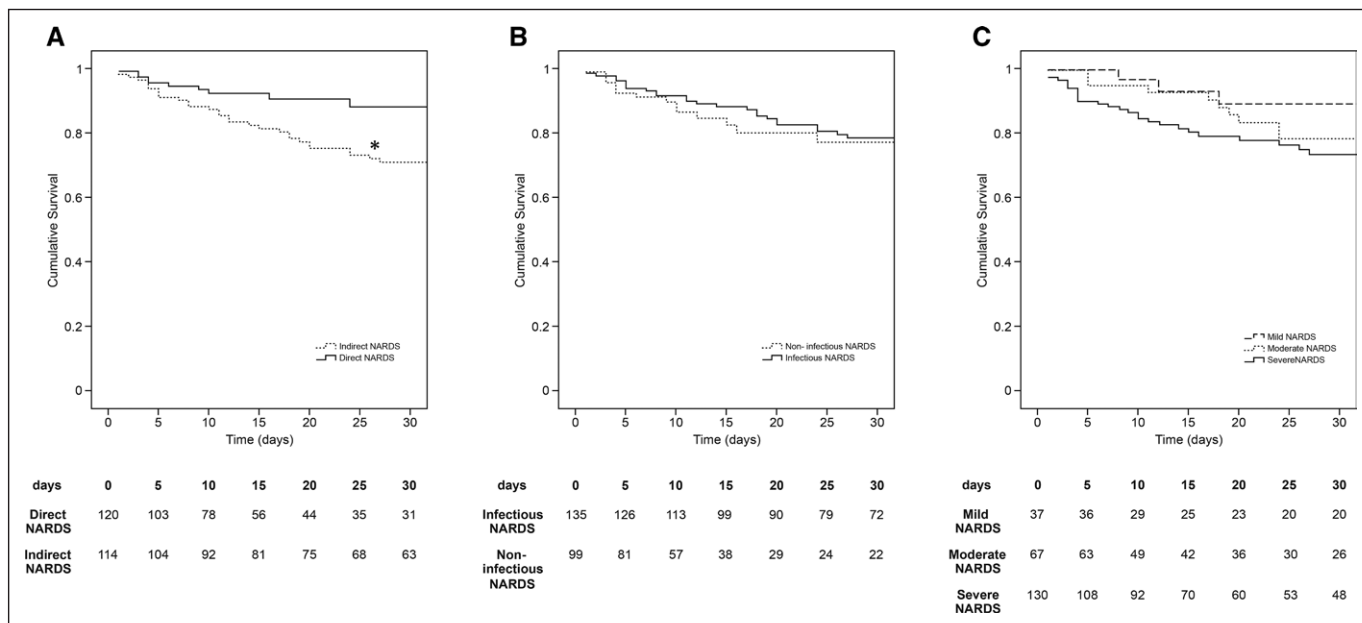 A
Cumulative Survival
1
0.8
0.6
0.4
0.2
0
*
Indirect NARDS
Direct NARDS
0 5 10 15 20 25 30
Time (days)
B
Cumulative Survival
1
0.8
0.6
0.4
0.2
0
Non- infectious NARDS
Infectious NARDS
0 5 10 15 20 25 30
Time (days)
C
Cumulative Survival
1
0.8
0.6
0.4
0.2
0
Mild NARDS
Moderate NARDS
SevereNARDS
0 5 10 15 20 25 30
Time (days)
days 0 5 10 15 20 25 30
Direct NARDS 120 103 78 56 44 35 31
Indirect NARDS 114 104 92 81 75 68 63
days 0 5 10 15 20 25 30
Infectious NARDS 135 126 113 99 90 79 72
Non-
infectious NARDS 99 81 57 38 29 24 22
days 0 5 10 15 20 25 30
Mild NARDS 37 36 29 25 23 20 20
Moderate NARDS 67 63 49 42 36 30 26
Severe NARDS 130 108 92 70 60 53 48